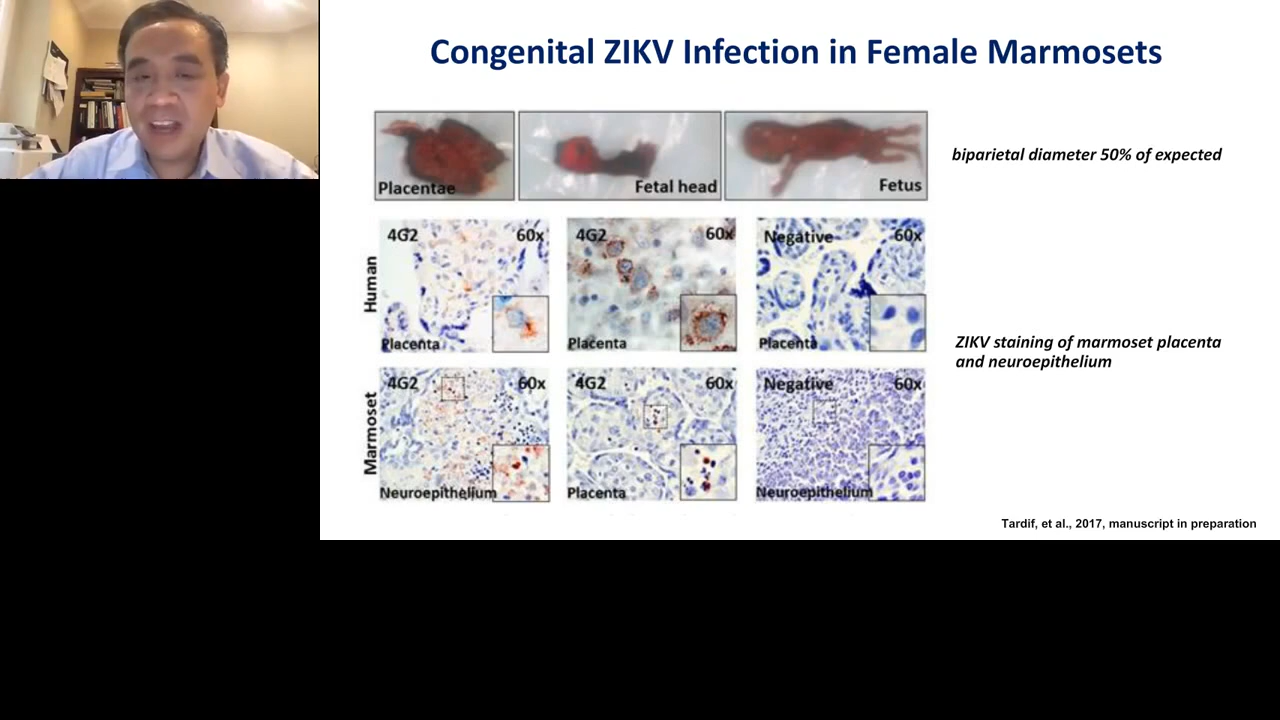 Congenital ZIKV Infection in Female Marmosets
Placentae
Fetal head
Fetus
biparietal diameter 50% of expected
Human
4G2 60x
Placenta
4G2 60x
Placenta
Negative 60x
Placenta
ZIKV staining of marmoset placenta
and neuroepithelium
Marmoset
4G2 60x
Neuroepithelium
4G2 60x
Placenta
Negative 60x
Neuroepithelium
Tardif, et al., 2017, manuscript in preparation